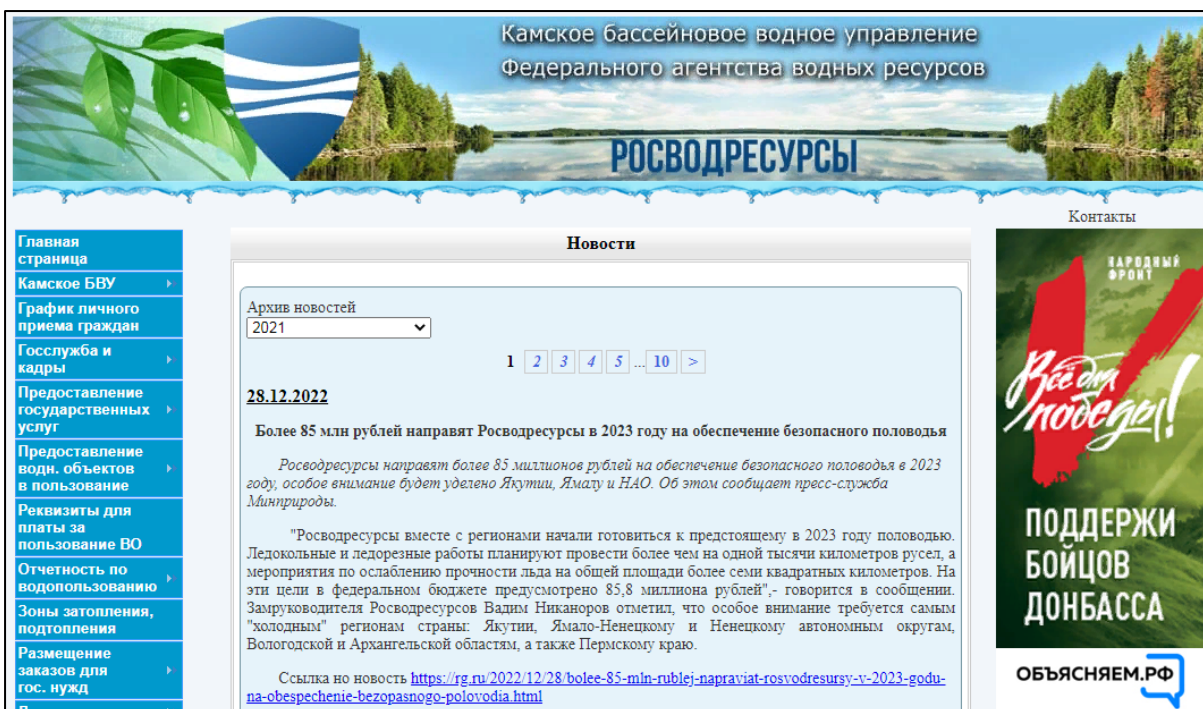 Камское бассейновое водное управление
Федерального агентства водных ресурсов
РОСВОДРЕСУРСЫ
Контакты
Главная
страница
Камское БВУ
График личного
приема граждан
Госслужба и
кадры
Предоставление
государственных
услуг
Предоставление
водн. объектов
в пользование
Реквизиты для
платы за
пользование ВО
Отчетность по
водопользованию
Зоны затопления,
подтопления
Размещение
заказов для
гос. нужд
Новости
Архив новостей
2021
1 2 3 4 5 ... 10 >
28.12.2022
Более 85 млн рублей направят Росводресурсы в 2023 году на обеспечение безопасного половодья
Росводресурсы направят более 85 миллионов рублей на обеспечение безопасного половодья в 2023
году, особое внимание будет уделено Якутии, Ямалу и НАО. Об этом сообщает пресс-служба
Минприроды.
"Росводресурсы вместе с регионами начали готовиться к предстоящему в 2023 году половодью.
Ледокольные и ледорезные работы планируют провести более чем на одной тысячи километров русел, а
мероприятия по ослаблению прочности льда на общей площади более семи квадратных километров. На
эти цели в федеральном бюджете предусмотрено 85,8 миллиона рублей",- говорится в сообщении.
Замруководителя Росводресурсов Вадим Никаноров отметил, что особое внимание требуется самым
"холодным" регионам страны: Якутии, Ямало-Ненецкому и Ненецкому автономным округам,
Вологодской и Архангельской областям, а также Пермскому краю.
Ссылка но новость https://rg.ru/2022/12/28/bolee-85-mln-rublej-napraviat-rosvodresursy-v-2023-godu-
na-obespechenie-bezopasnogo-polovodia.html
НАРОДНЫЙ
ФРОНТ
Всё для
победы!
ПОДДЕРЖИ
БОЙЦОВ
ДОНБАССА
ОБЪЯСНЯЕМ.РФ